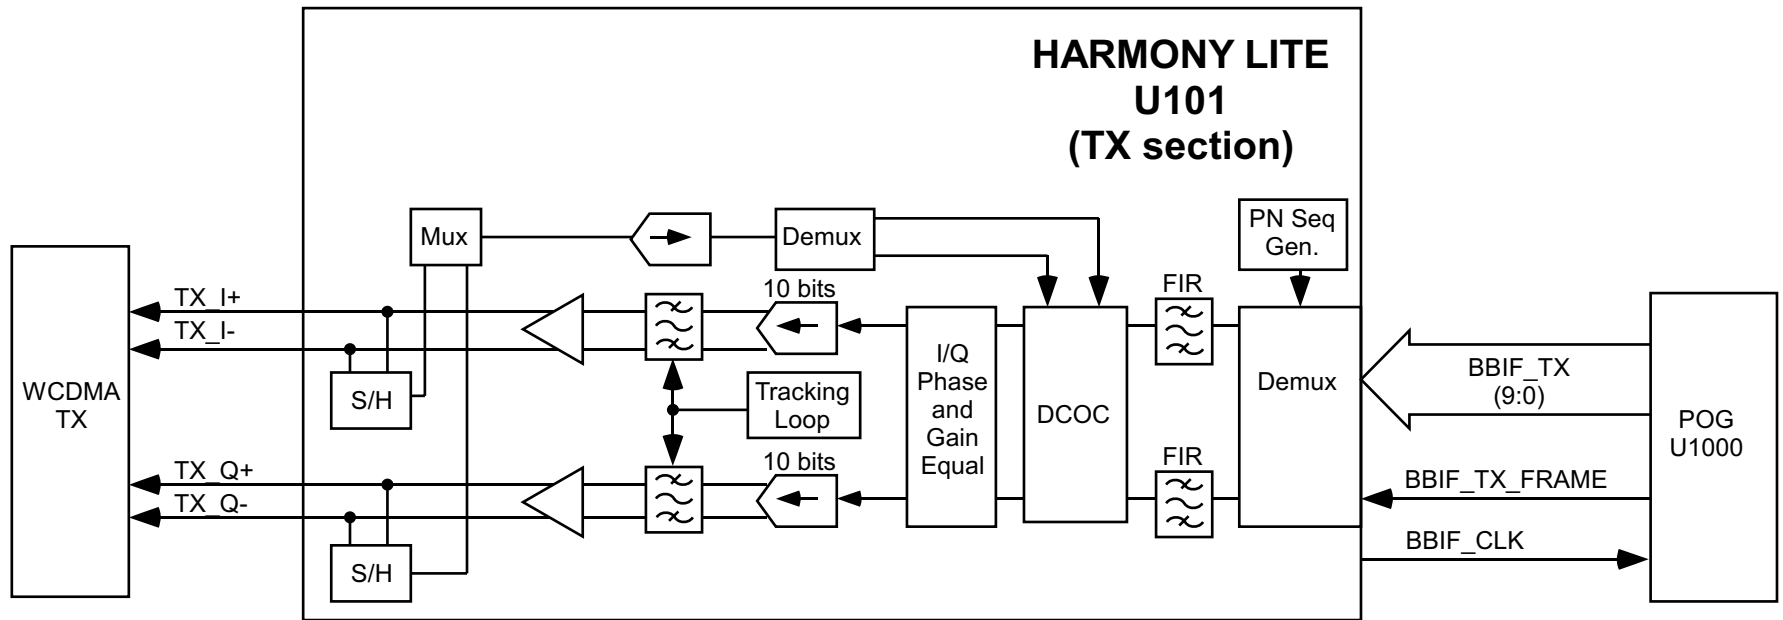 HARMONY LITE
U101
(TX section)
Mux
Demux
PN Seq
Gen.
TX_I+
TX_I-
10 bits
FIR
S/H
Tracking
Loop
I/Q
Phase
and
Gain
Equal
DCOC
Demux
BBIF_TX
(9:0)
WCDMA
TX
POG
U1000
TX_Q+
TX_Q-
10 bits
FIR
BBIF_TX_FRAME
BBIF_CLK
S/H